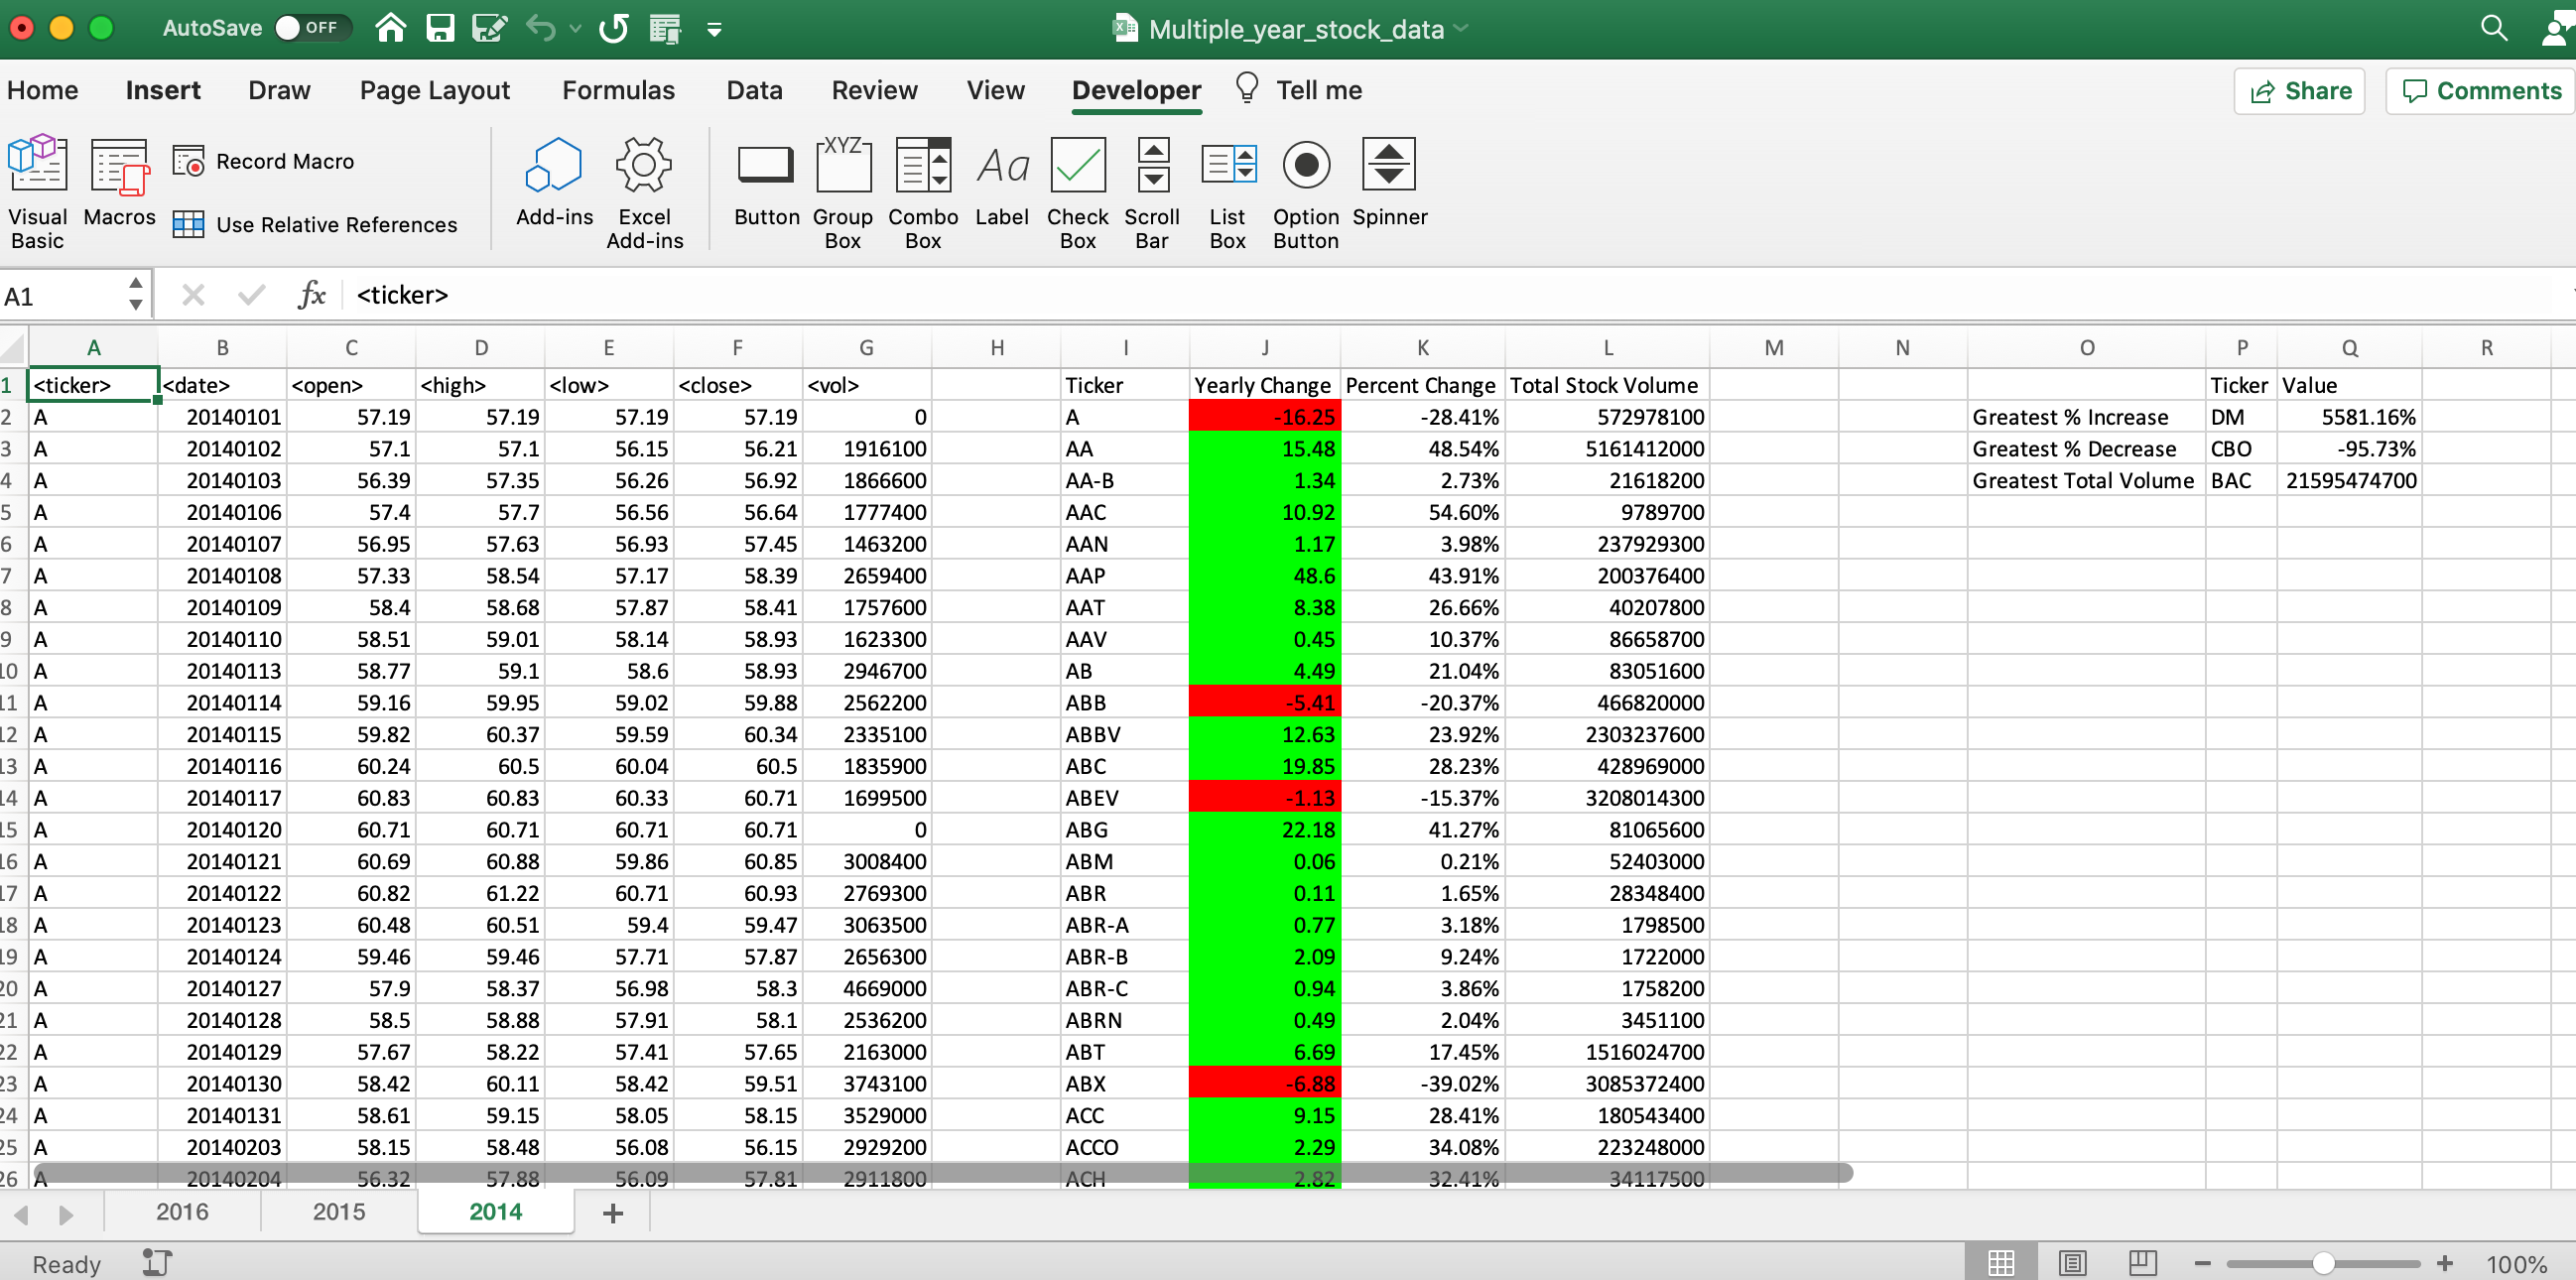 AutoSave OFF Multiple_year_stock_data
Home Insert Draw Page Layout Formulas Data Review View Developer Tell me Share Comments
Visual Basic Macros Record Macro Use Relative References Add-ins Excel Add-ins Button Group Box Combo Box Label Check Box Scroll Bar List Box Option Button Spinner
XYZ Aa
A1 fx <ticker>
A B C D E F G H I J K L M N O P Q R
1 <ticker> <date> <open> <high> <low> <close> <vol> Ticker Yearly Change Percent Change Total Stock Volume Ticker Value
2 A 20140101 57.19 57.19 57.19 57.19 0 A -16.25 -28.41% 572978100 Greatest % Increase DM 5581.16%
3 A 20140102 57.1 57.1 56.15 56.21 1916100 AA 15.48 48.54% 5161412000 Greatest % Decrease CBO -95.73%
4 A 20140103 56.39 57.35 56.26 56.92 1866600 AA-B 1.34 2.73% 21618200 Greatest Total Volume BAC 21595474700
5 A 20140106 57.4 57.7 56.56 56.64 1777400 AAC 10.92 54.60% 9789700
6 A 20140107 56.95 57.63 56.93 57.45 1463200 AAN 1.17 3.98% 237929300
7 A 20140108 57.33 58.54 57.17 58.39 2659400 AAP 48.6 43.91% 200376400
8 A 20140109 58.4 58.68 57.87 58.41 1757600 AAT 8.38 26.66% 40207800
9 A 20140110 58.51 59.01 58.14 58.93 1623300 AAV 0.45 10.37% 86658700
10 A 20140113 58.77 59.1 58.6 58.93 2946700 AB 4.49 21.04% 83051600
11 A 20140114 59.16 59.95 59.02 59.88 2562200 ABB -5.41 -20.37% 466820000
12 A 20140115 59.82 60.37 59.59 60.34 2335100 ABBV 12.63 23.92% 2303237600
13 A 20140116 60.24 60.5 60.04 60.5 1835900 ABC 19.85 28.23% 428969000
14 A 20140117 60.83 60.83 60.33 60.71 1699500 ABEV -1.13 -15.37% 3208014300
15 A 20140120 60.71 60.71 60.71 60.71 0 ABG 22.18 41.27% 81065600
16 A 20140121 60.69 60.88 59.86 60.85 3008400 ABM 0.06 0.21% 52403000
17 A 20140122 60.82 61.22 60.71 60.93 2769300 ABR 0.11 1.65% 28348400
18 A 20140123 60.48 60.51 59.4 59.47 3063500 ABR-A 0.77 3.18% 1798500
19 A 20140124 59.46 59.46 57.71 57.87 2656300 ABR-B 2.09 9.24% 1722000
20 A 20140127 57.9 58.37 56.98 58.3 4669000 ABR-C 0.94 3.86% 1758200
21 A 20140128 58.5 58.88 57.91 58.1 2536200 ABRN 0.49 2.04% 3451100
22 A 20140129 57.67 58.22 57.41 57.65 2163000 ABT 6.69 17.45% 1516024700
23 A 20140130 58.42 60.11 58.42 59.51 3743100 ABX -6.88 -39.02% 3085372400
24 A 20140131 58.61 59.15 58.05 58.15 3529000 ACC 9.15 28.41% 180543400
25 A 20140203 58.15 58.48 56.08 56.15 2929200 ACCO 2.29 34.08% 223248000
26 A 20140204 56.32 57.88 56.09 57.81 2911800 ACH 2.82 32.41% 34117500
2016 2015 2014
Ready 100%